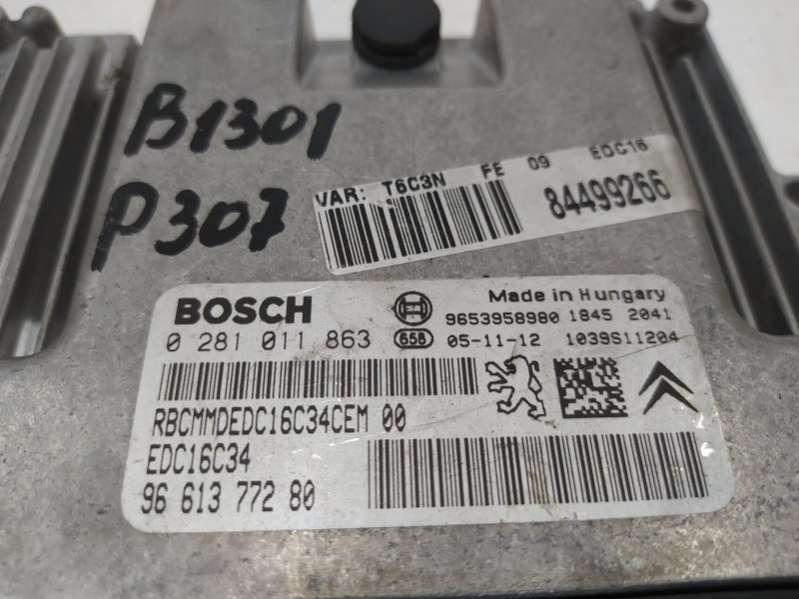 B1301
P307
VAR: T6C3N FE 09 EDC16
84499266
BOSCH
Made in Hungary
9653958980 1845 2041
0 281 011 863 658 05-11-12 1039S11204
RBCMMDEDC16C34CEM 00
EDC16C34
96 613 772 80